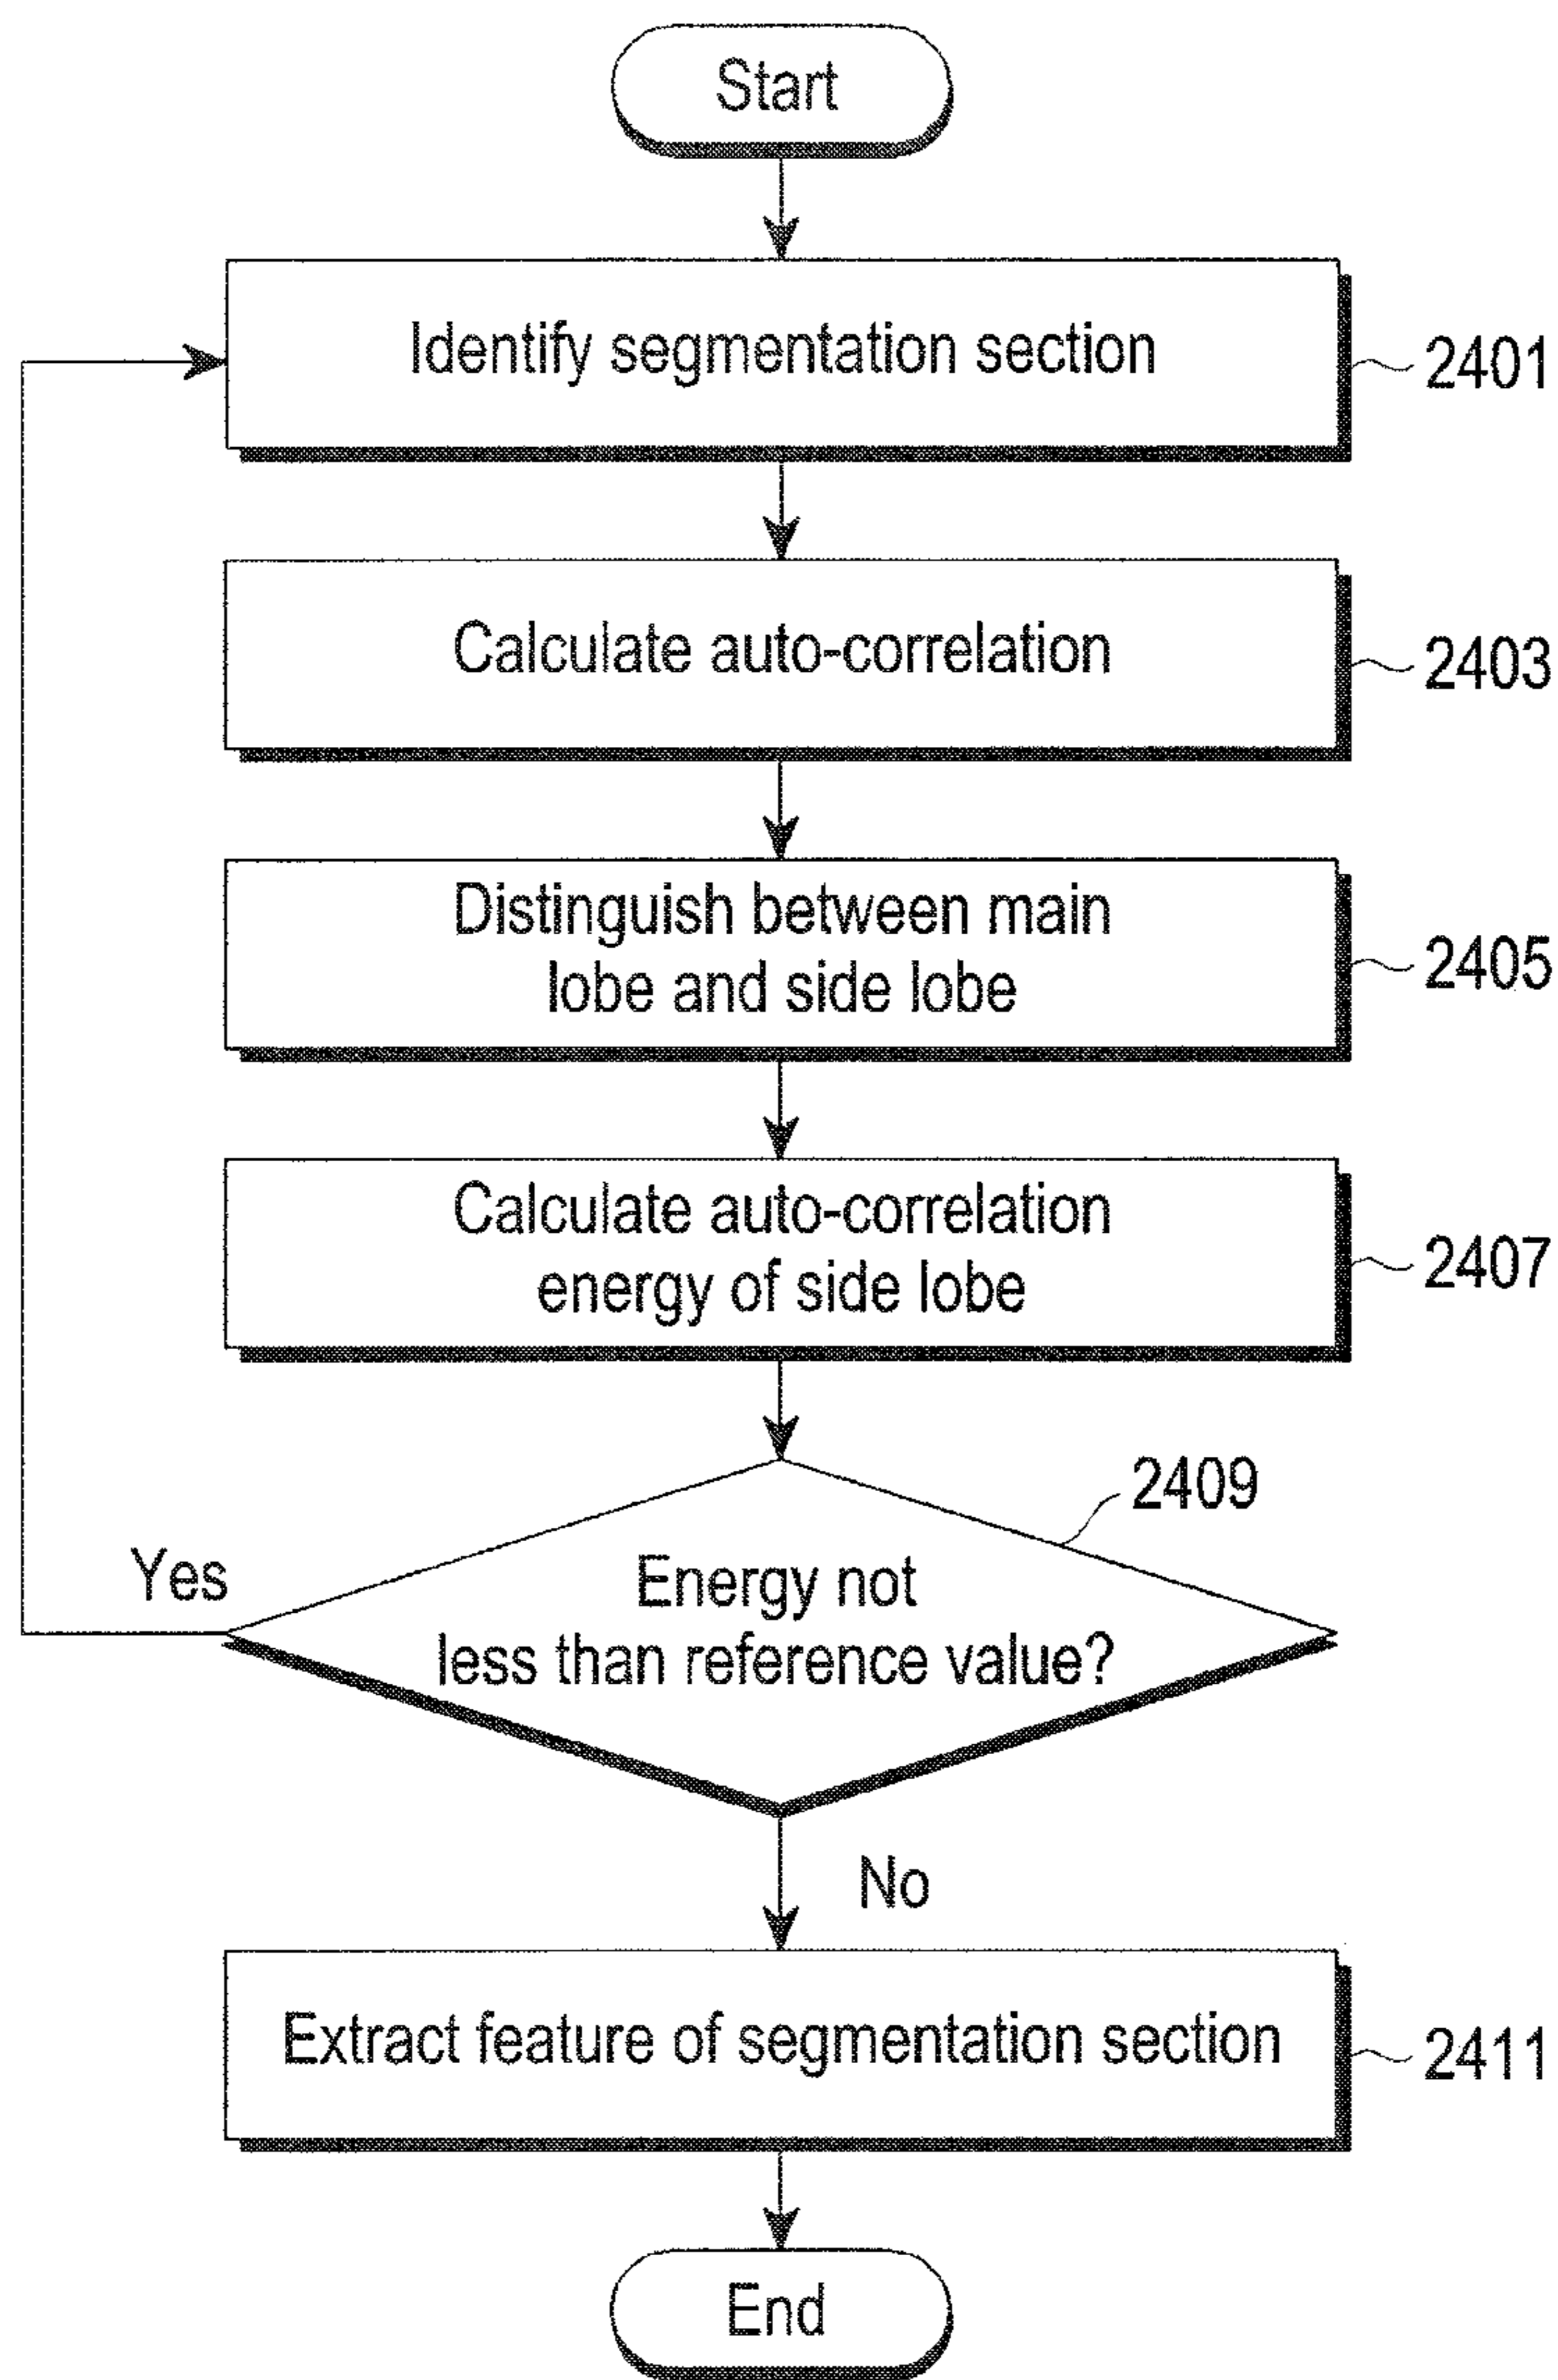 Start
Identify segmentation section
2401
Calculate auto-correlation
2403
Distinguish between main
lobe and side lobe
2405
Calculate auto-correlation
energy of side lobe
2407
2409
Yes
Energy not
less than reference value?
No
Extract feature of segmentation section
2411
End